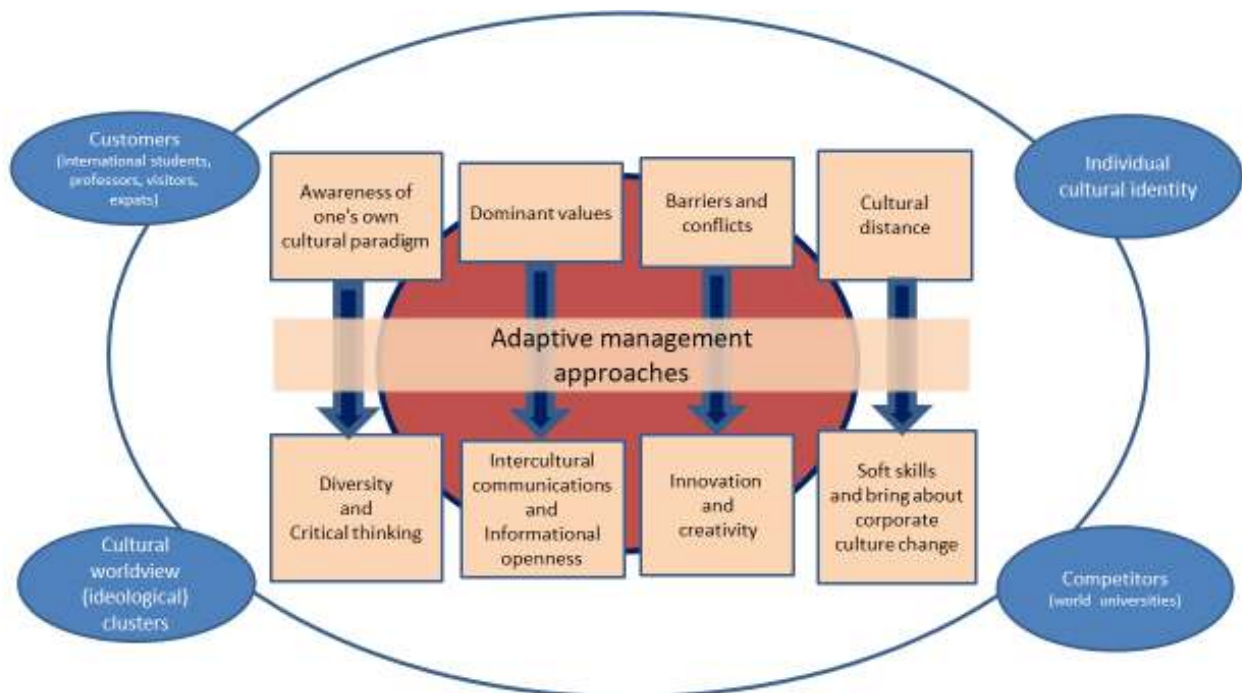 Customers
(international students,
professors, visitors,
expats)
Individual
cultural identity
Awareness of
one's own
cultural paradigm
Dominant values
Barriers and
conflicts
Cultural
distance
Adaptive management
approaches
Diversity
and
Critical thinking
Intercultural
communications
and
Informational
openness
Innovation
and
creativity
Soft skills
and bring about
corporate
culture change
Cultural
worldview
(ideological)
clusters
Competitors
(world universities)